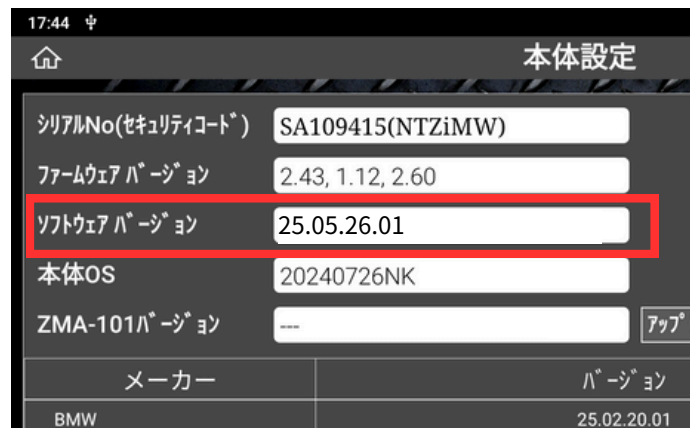 17:44
本体設定
ｼﾘｱﾙNo(ｾｷｭﾘﾃｨｺｰﾄﾞ) SA109415(NTZiMW)
ﾌｧｰﾑｳｪｱ ﾊﾞｰｼﾞｮﾝ 2.43, 1.12, 2.60
ｿﾌﾄｳｪｱ ﾊﾞｰｼﾞｮﾝ 25.05.26.01
本体OS 20240726NK
ZMA-101ﾊﾞｰｼﾞｮﾝ --- ｱｯﾌﾟ
メーカー ﾊﾞｰｼﾞｮﾝ
BMW 25.02.20.01